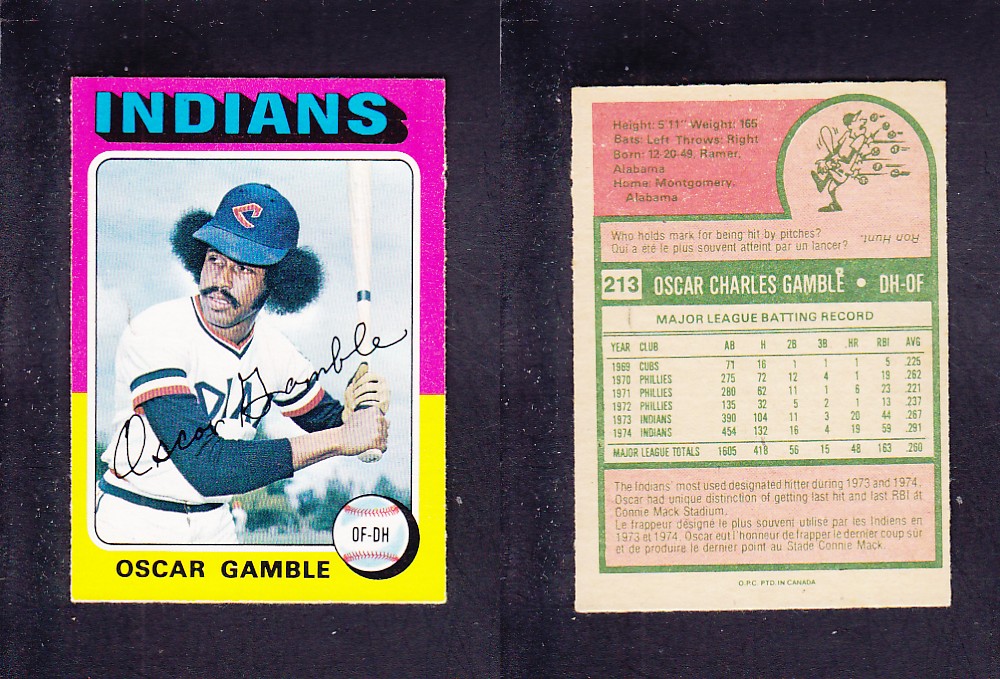 INDIANS
Oscar Gamble
OF-DH
OSCAR GAMBLE
Height: 5'11" Weight: 165
Bats: Left Throws: Right
Born: 12-20-49, Ramer,
Alabama
Home: Montgomery,
Alabama
Who holds mark for being hit by pitches?
Qui a été le plus souvent atteint par un lancer?
Ron Hunt.
213 OSCAR CHARLES GAMBLE • DH-OF
MAJOR LEAGUE BATTING RECORD
YEAR CLUB AB H 2B 3B HR RBI AVG
1969 CUBS 71 16 1 1 1 5 .225
1970 PHILLIES 275 72 12 4 1 19 .262
1971 PHILLIES 280 62 11 1 6 23 .221
1972 PHILLIES 135 32 5 2 1 13 .237
1973 INDIANS 390 104 11 3 20 44 .267
1974 INDIANS 454 132 16 4 19 59 .291
MAJOR LEAGUE TOTALS 1605 418 56 15 48 163 .260
The Indians' most used designated hitter during 1973 and 1974.
Oscar had unique distinction of getting last hit and last RBI at
Connie Mack Stadium.
Le frappeur désigné le plus souvent utilisé par les Indiens en
1973 et 1974. Oscar eut l'honneur de frapper le dernier coup sur
et de produire le dernier point au Stade Connie Mack.
O.P.C. PTD. IN CANADA